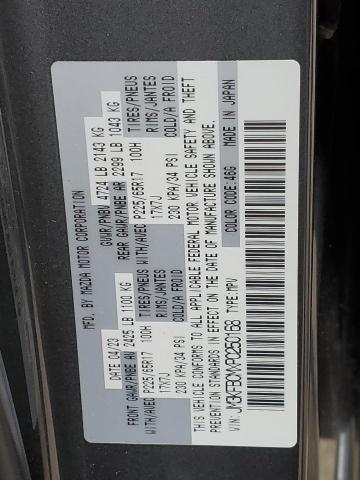 MFD. BY MAZDA MOTOR CORPORATION
DATE 04/23 GVWR/PNBV 4724 LB 2143 KG
FRONT GAWR/PNBE AV 2425 LB 1100 KG REAR GAWR/PNBE AR 2299 LB 1043 KG
WITH/AVEC TIRES/PNEUS P225/65R17 100H WITH/AVEC TIRES/PNEUS P225/65R17 100H
RIMS/JANTES 17X7J RIMS/JANTES 17X7J
COLD/A FROID 230 KPA/34 PSI COLD/A FROID 230 KPA/34 PSI
THIS VEHICLE CONFORMS TO ALL APPLICABLE FEDERAL MOTOR VEHICLE SAFETY AND THEFT
PREVENTION STANDARDS IN EFFECT ON THE DATE OF MANUFACTURE SHOWN ABOVE.
VIN: TYPE:MPV COLOR CODE:46G MADE IN JAPAN